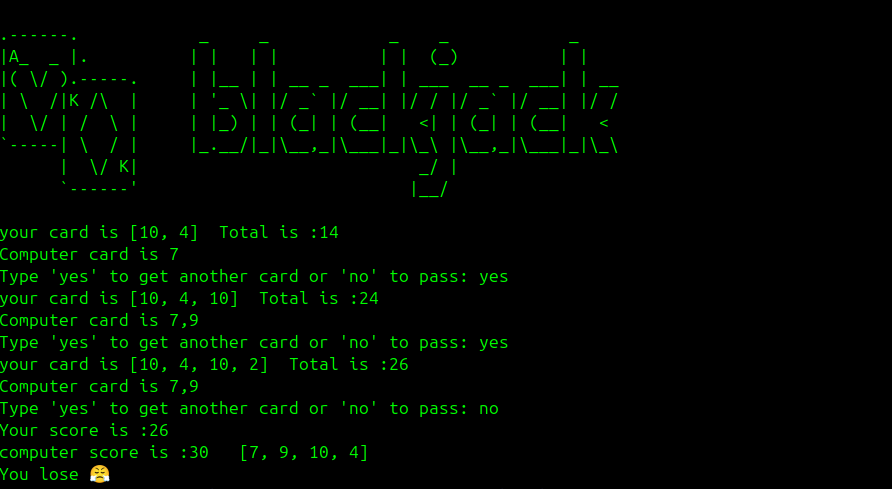 .------.            _     _            _    _            _
|A_  _ |.          | |   | |          | |  (_)          | |
|( \/ ).-----.     | |__ | | __ _  ___| | ___  __ _  ___| | __
| \  /|K /\  |     | '_ \| |/ _` |/ __| |/ / |/ _` |/ __| |/ /
|  \/ | /  \ |     | |_) | | (_| | (__|   <| | (_| | (__|   <
`-----| \  / |     |_.__/|_|\__,_|\___|_|\_\ |\__,_|\___|_|\_\
      |  \/ K|                            _/ |
      `------'                           |__/
your card is [10, 4]  Total is :14
Computer card is 7
Type 'yes' to get another card or 'no' to pass: yes
your card is [10, 4, 10]  Total is :24
Computer card is 7,9
Type 'yes' to get another card or 'no' to pass: yes
your card is [10, 4, 10, 2]  Total is :26
Computer card is 7,9
Type 'yes' to get another card or 'no' to pass: no
Your score is :26
computer score is :30   [7, 9, 10, 4]
You lose 😤